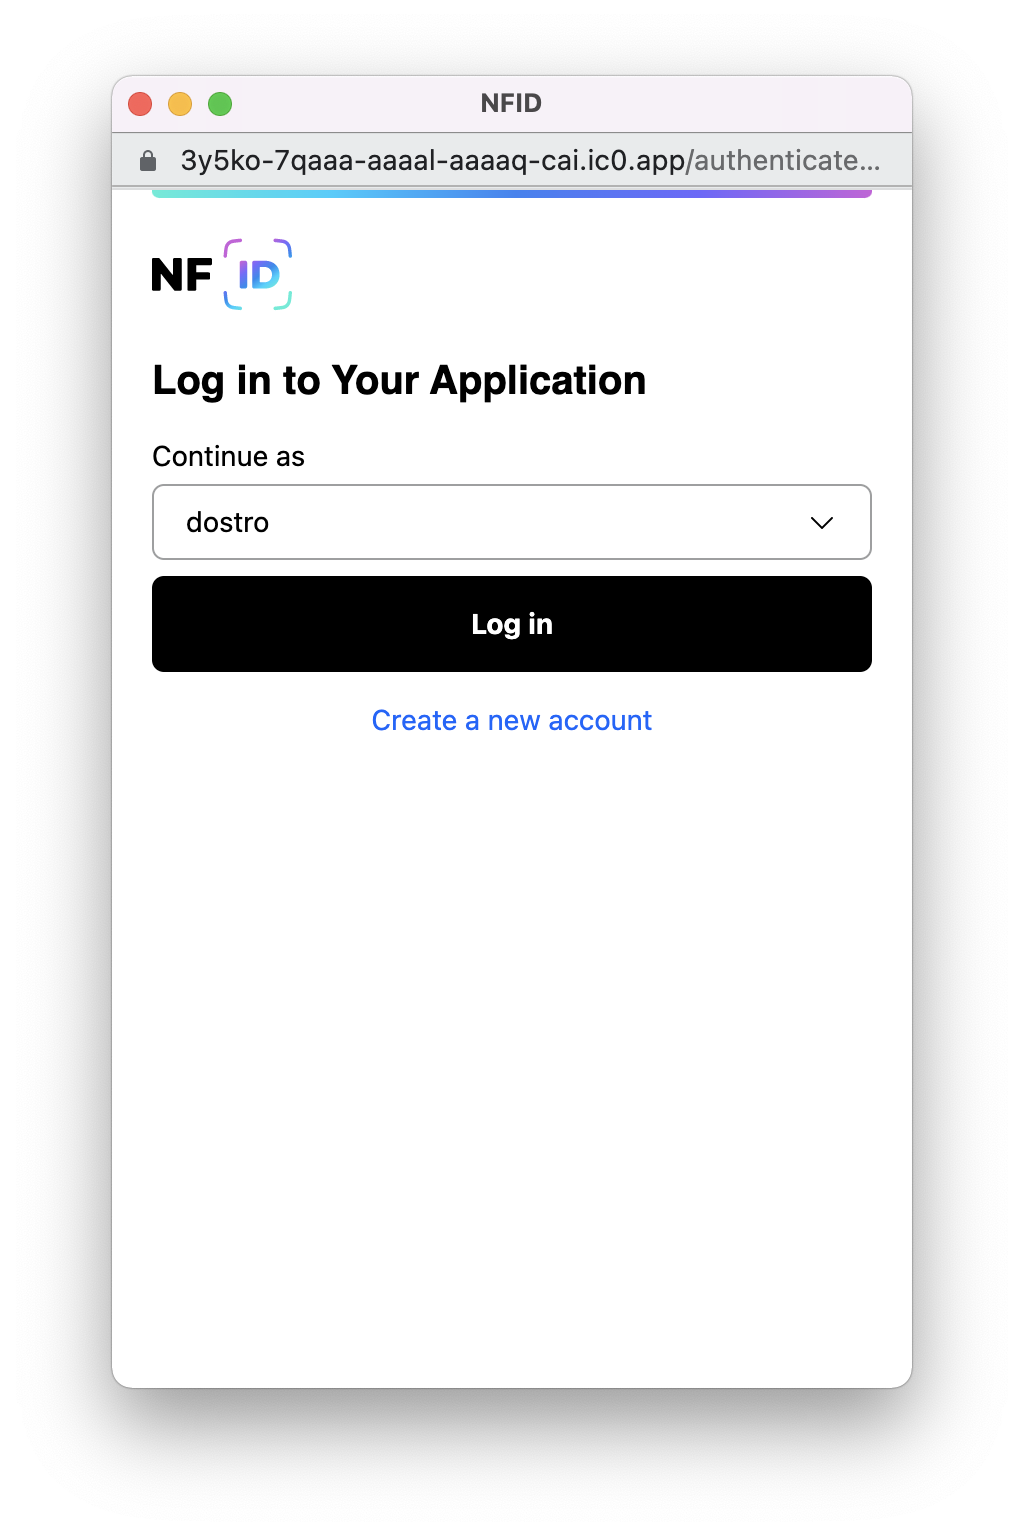 NFID
3y5ko-7qaaa-aaaal-aaaaq-cai.ic0.app/authenticate...
NF ID
Log in to Your Application
Continue as
dostro
Log in
Create a new account